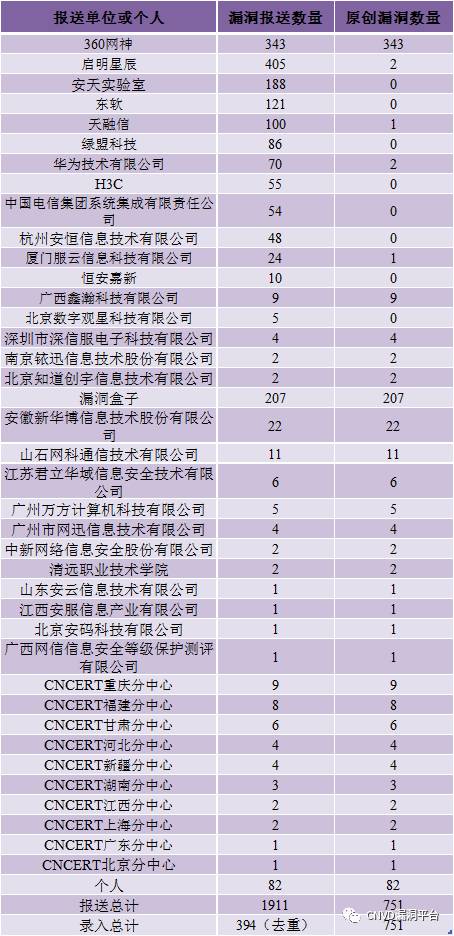 报送单位或个人 漏洞报送数量 原创漏洞数量
360网神 343 343
启明星辰 405 2
安天实验室 188 0
东软 121 0
天融信 100 1
绿盟科技 86 0
华为技术有限公司 70 2
H3C 55 0
中国电信集团系统集成有限责任公
司 54 0
杭州安恒信息技术有限公司 48 0
厦门服云信息科技有限公司 24 1
恒安嘉新 10 0
广西鑫瀚科技有限公司 9 9
北京数字观星科技有限公司 5 0
深圳市深信服电子科技有限公司 4 4
南京铱迅信息技术股份有限公司 2 2
北京知道创宇信息技术有限公司 2 2
漏洞盒子 207 207
安徽新华博信息技术股份有限公
司 22 22
山石网科通信技术有限公司 11 11
江苏君立华域信息安全技术有限
公司 6 6
广州万方计算机科技有限公司 5 5
广州市网迅信息技术有限公司 4 4
中新网络信息安全股份有限公司 2 2
清远职业技术学院 2 2
山东安云信息技术有限公司 1 1
江西安服信息产业有限公司 1 1
北京安码科技有限公司 1 1
广西网信信息安全等级保护测评
有限公司 1 1
CNCERT重庆分中心 9 9
CNCERT福建分中心 8 8
CNCERT甘肃分中心 6 6
CNCERT河北分中心 4 4
CNCERT新疆分中心 4 4
CNCERT湖南分中心 3 3
CNCERT江西分中心 2 2
CNCERT上海分中心 2 2
CNCERT广东分中心 1 1
CNCERT北京分中心 1 1
个人 82 82
报送总计 1911 751
录入总计 394（去重） 751
CNVD漏洞平台